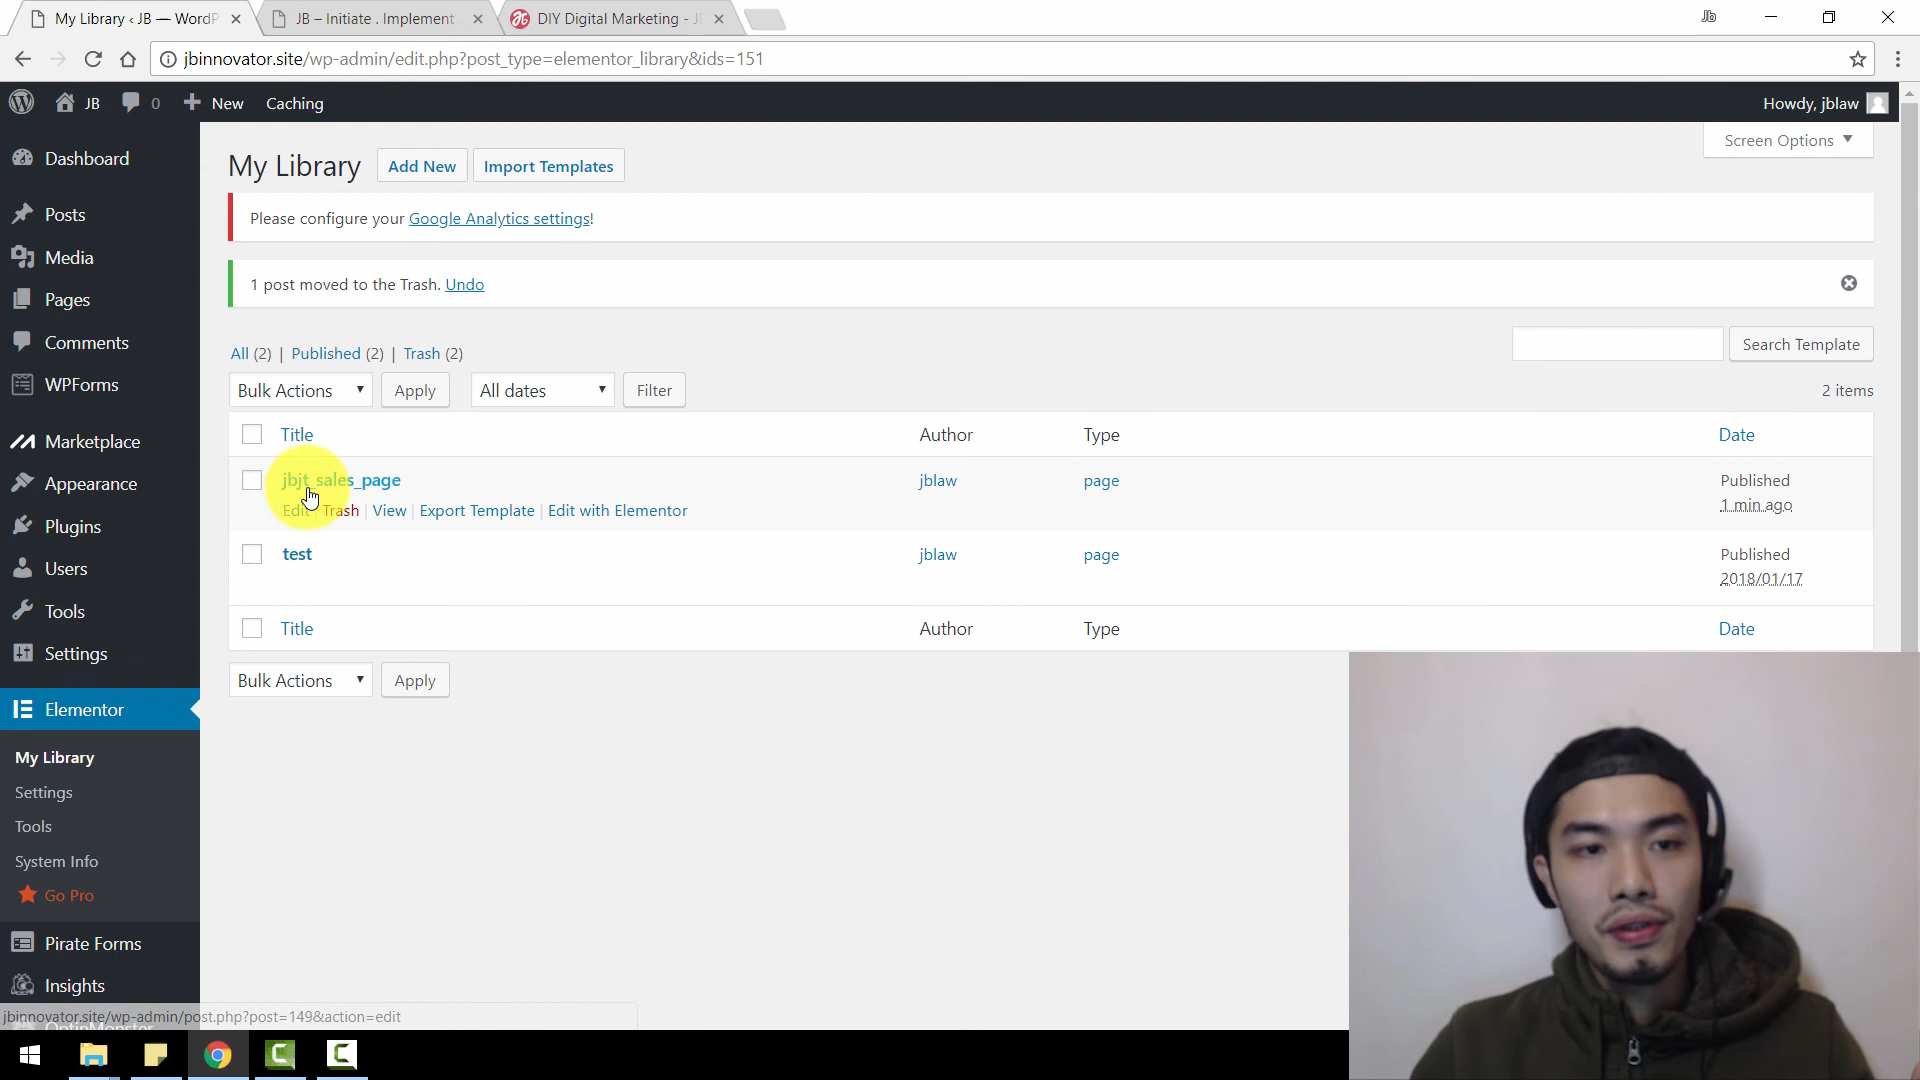 My Library ‹ JB — WordP
JB – Initiate . Implement
DIY Digital Marketing - J
jbinnovator.site/wp-admin/edit.php?post_type=elementor_library&ids=151
JB
0
New
Caching
Howdy, jblaw
Screen Options
Dashboard
Posts
Media
Pages
Comments
WPForms
Marketplace
Appearance
Plugins
Users
Tools
Settings
Elementor
My Library
Settings
Tools
System Info
Go Pro
Pirate Forms
Insights
OptinMonster
My Library
Add New
Import Templates
Please configure your Google Analytics settings!
1 post moved to the Trash. Undo
All (2) | Published (2) | Trash (2)
Search Template
Bulk Actions
Apply
All dates
Filter
2 items
Title Author Type Date
jbjt_sales_page jblaw page Published
1 min ago
Edit | Trash | View | Export Template | Edit with Elementor
test jblaw page Published
2018/01/17
Title Author Type Date
Bulk Actions
Apply
jbinnovator.site/wp-admin/post.php?post=149&action=edit